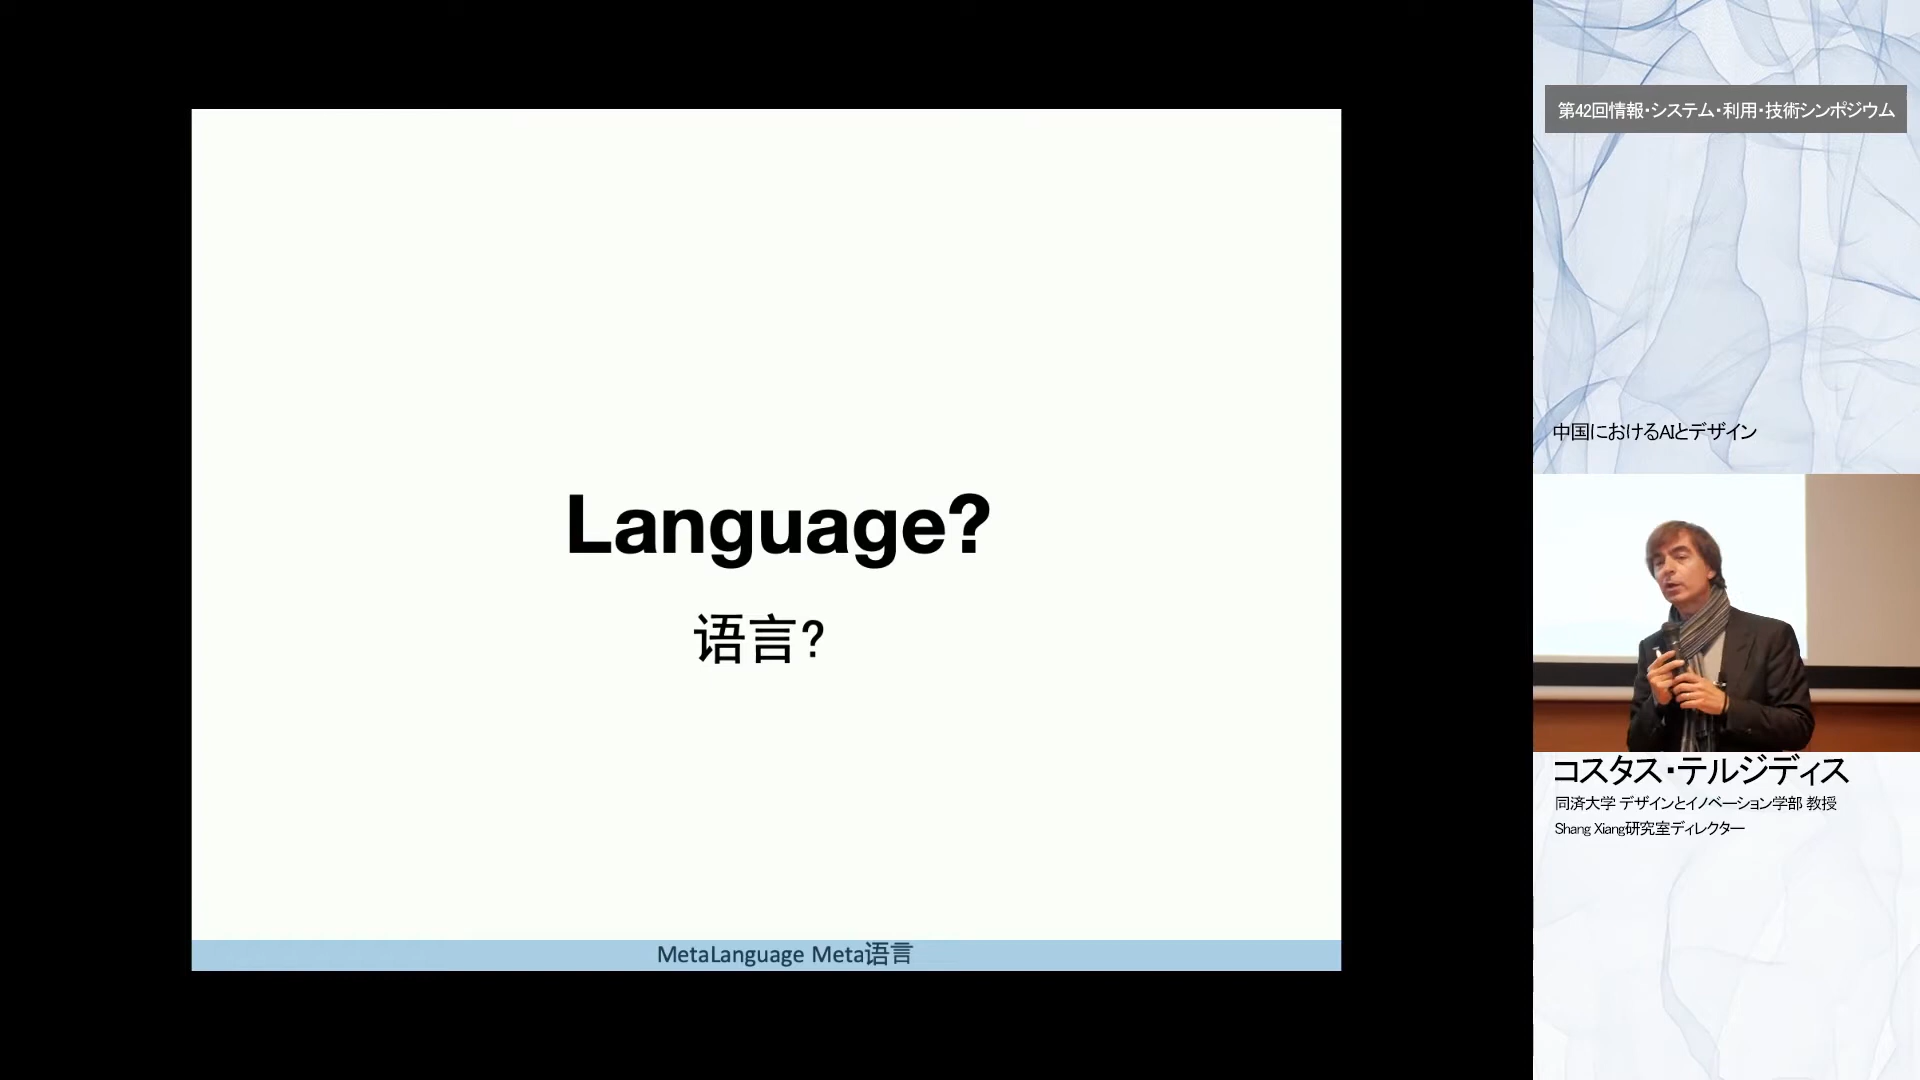 Language?
语言?
MetaLanguage Meta语言
第42回情報・システム・利用・技術シンポジウム
中国におけるAIとデザイン
コスタス・テルジディス
同済大学 デザインとイノベーション学部 教授
Shang Xiang研究室ディレクター